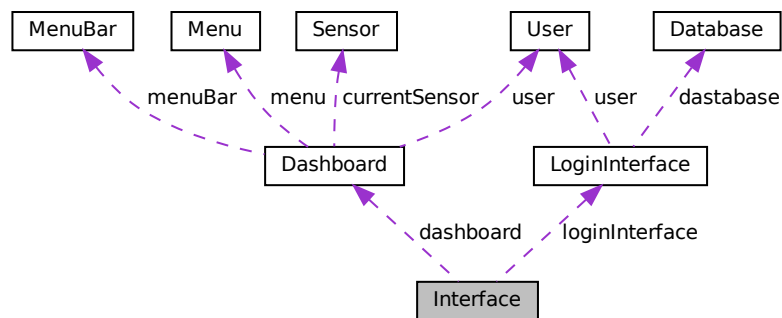 MenuBar Menu Sensor User Database
menuBar menu currentSensor user user dastabase
Dashboard LoginInterface
dashboard loginInterface
Interface